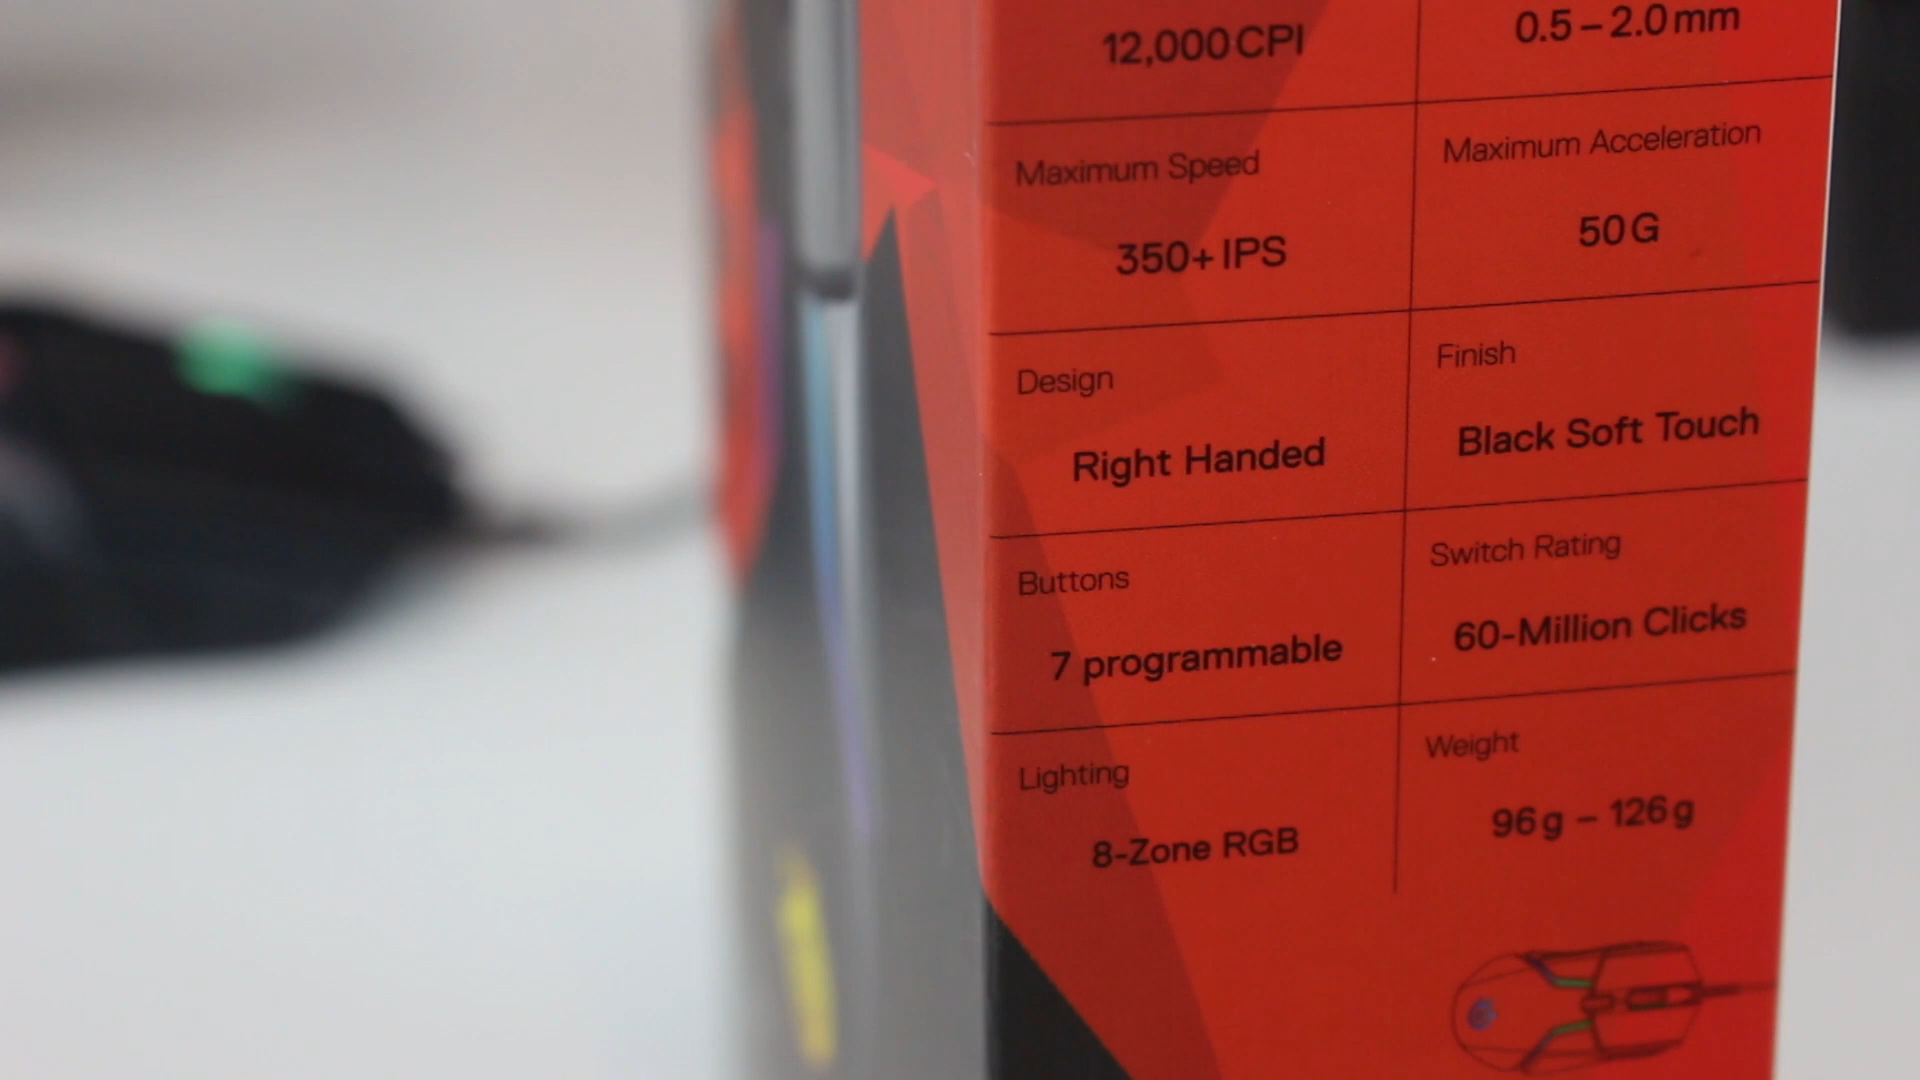 12,000 CPI
0.5 – 2.0 mm
Maximum Speed
350+ IPS
Maximum Acceleration
50 G
Design
Right Handed
Finish
Black Soft Touch
Buttons
7 programmable
Switch Rating
60-Million Clicks
Lighting
8-Zone RGB
Weight
96 g – 126 g